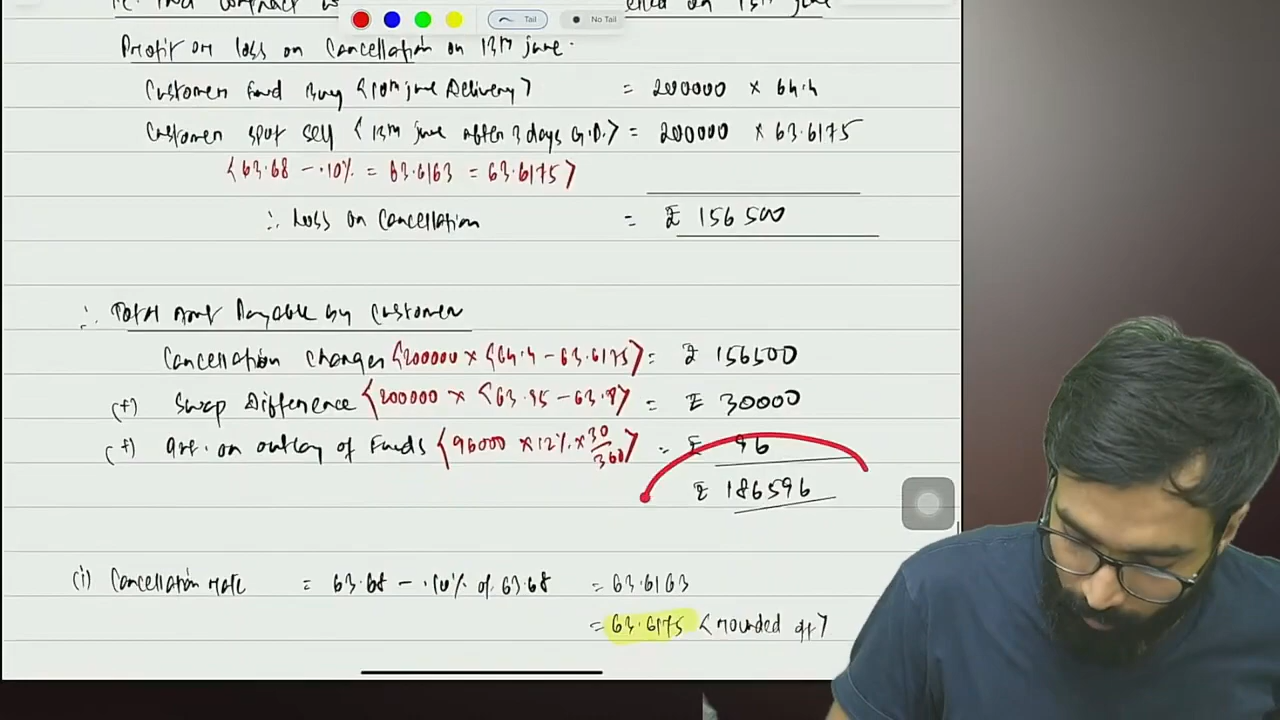 Tail
No Tail
Profit or loss on Cancellation on 13th june.
Customer Fwd Buy <10th june Delivery> = 200000 × 64.4
Customer spot sell <13th june after 3 days G.D.> = 200000 × 63.6175
<63.68 - .10% = 63.6163 = 63.6175>
∴ Loss on Cancellation = ₹ 156500
∴ Total Amt Payable by Customer
Cancellation charges <200000 × <64.4 - 63.6175> = ₹ 156500
(+) Swap Difference <200000 × <63.95 - 63.8> = ₹ 30000
(+) Int. on outlay of Funds {96000 × 12% × 30/360} = ₹ 96
₹ 186596
(i) Cancellation Rate = 63.68 - .10% of 63.68 = 63.6163
= 63.6175 <rounded off>